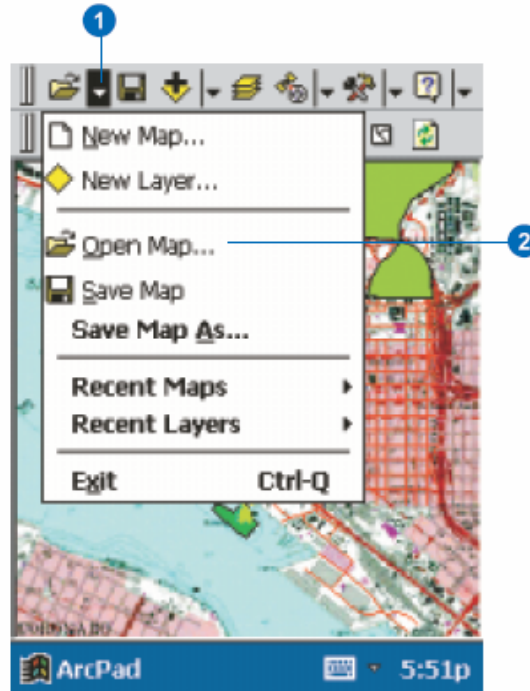 1
New Map...
New Layer...
Open Map...
2
Save Map
Save Map As...
Recent Maps
Recent Layers
Exit Ctrl-Q
CORONADO
ArcPad 5:51p